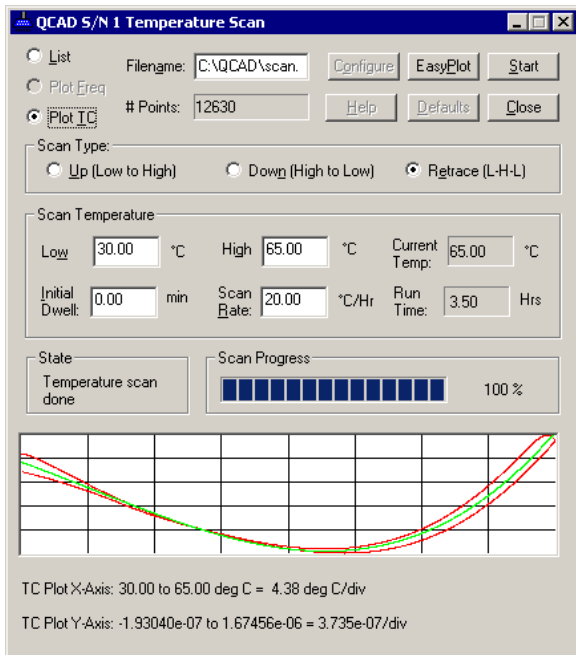 QCAD S/N 1 Temperature Scan
List
Filename: C:\QCAD\scan. Configure EasyPlot Start
Plot Freq
# Points: 12630 Help Defaults Close
Plot TC
Scan Type:
Up (Low to High) Down (High to Low) Retrace (L-H-L)
Scan Temperature
Low 30.00 °C High 65.00 °C Current Temp: 65.00 °C
Initial Dwell: 0.00 min Scan Rate: 20.00 °C/Hr Run Time: 3.50 Hrs
State
Temperature scan done
Scan Progress
100 %
TC Plot X-Axis: 30.00 to 65.00 deg C = 4.38 deg C/div
TC Plot Y-Axis: -1.93040e-07 to 1.67456e-06 = 3.735e-07/div